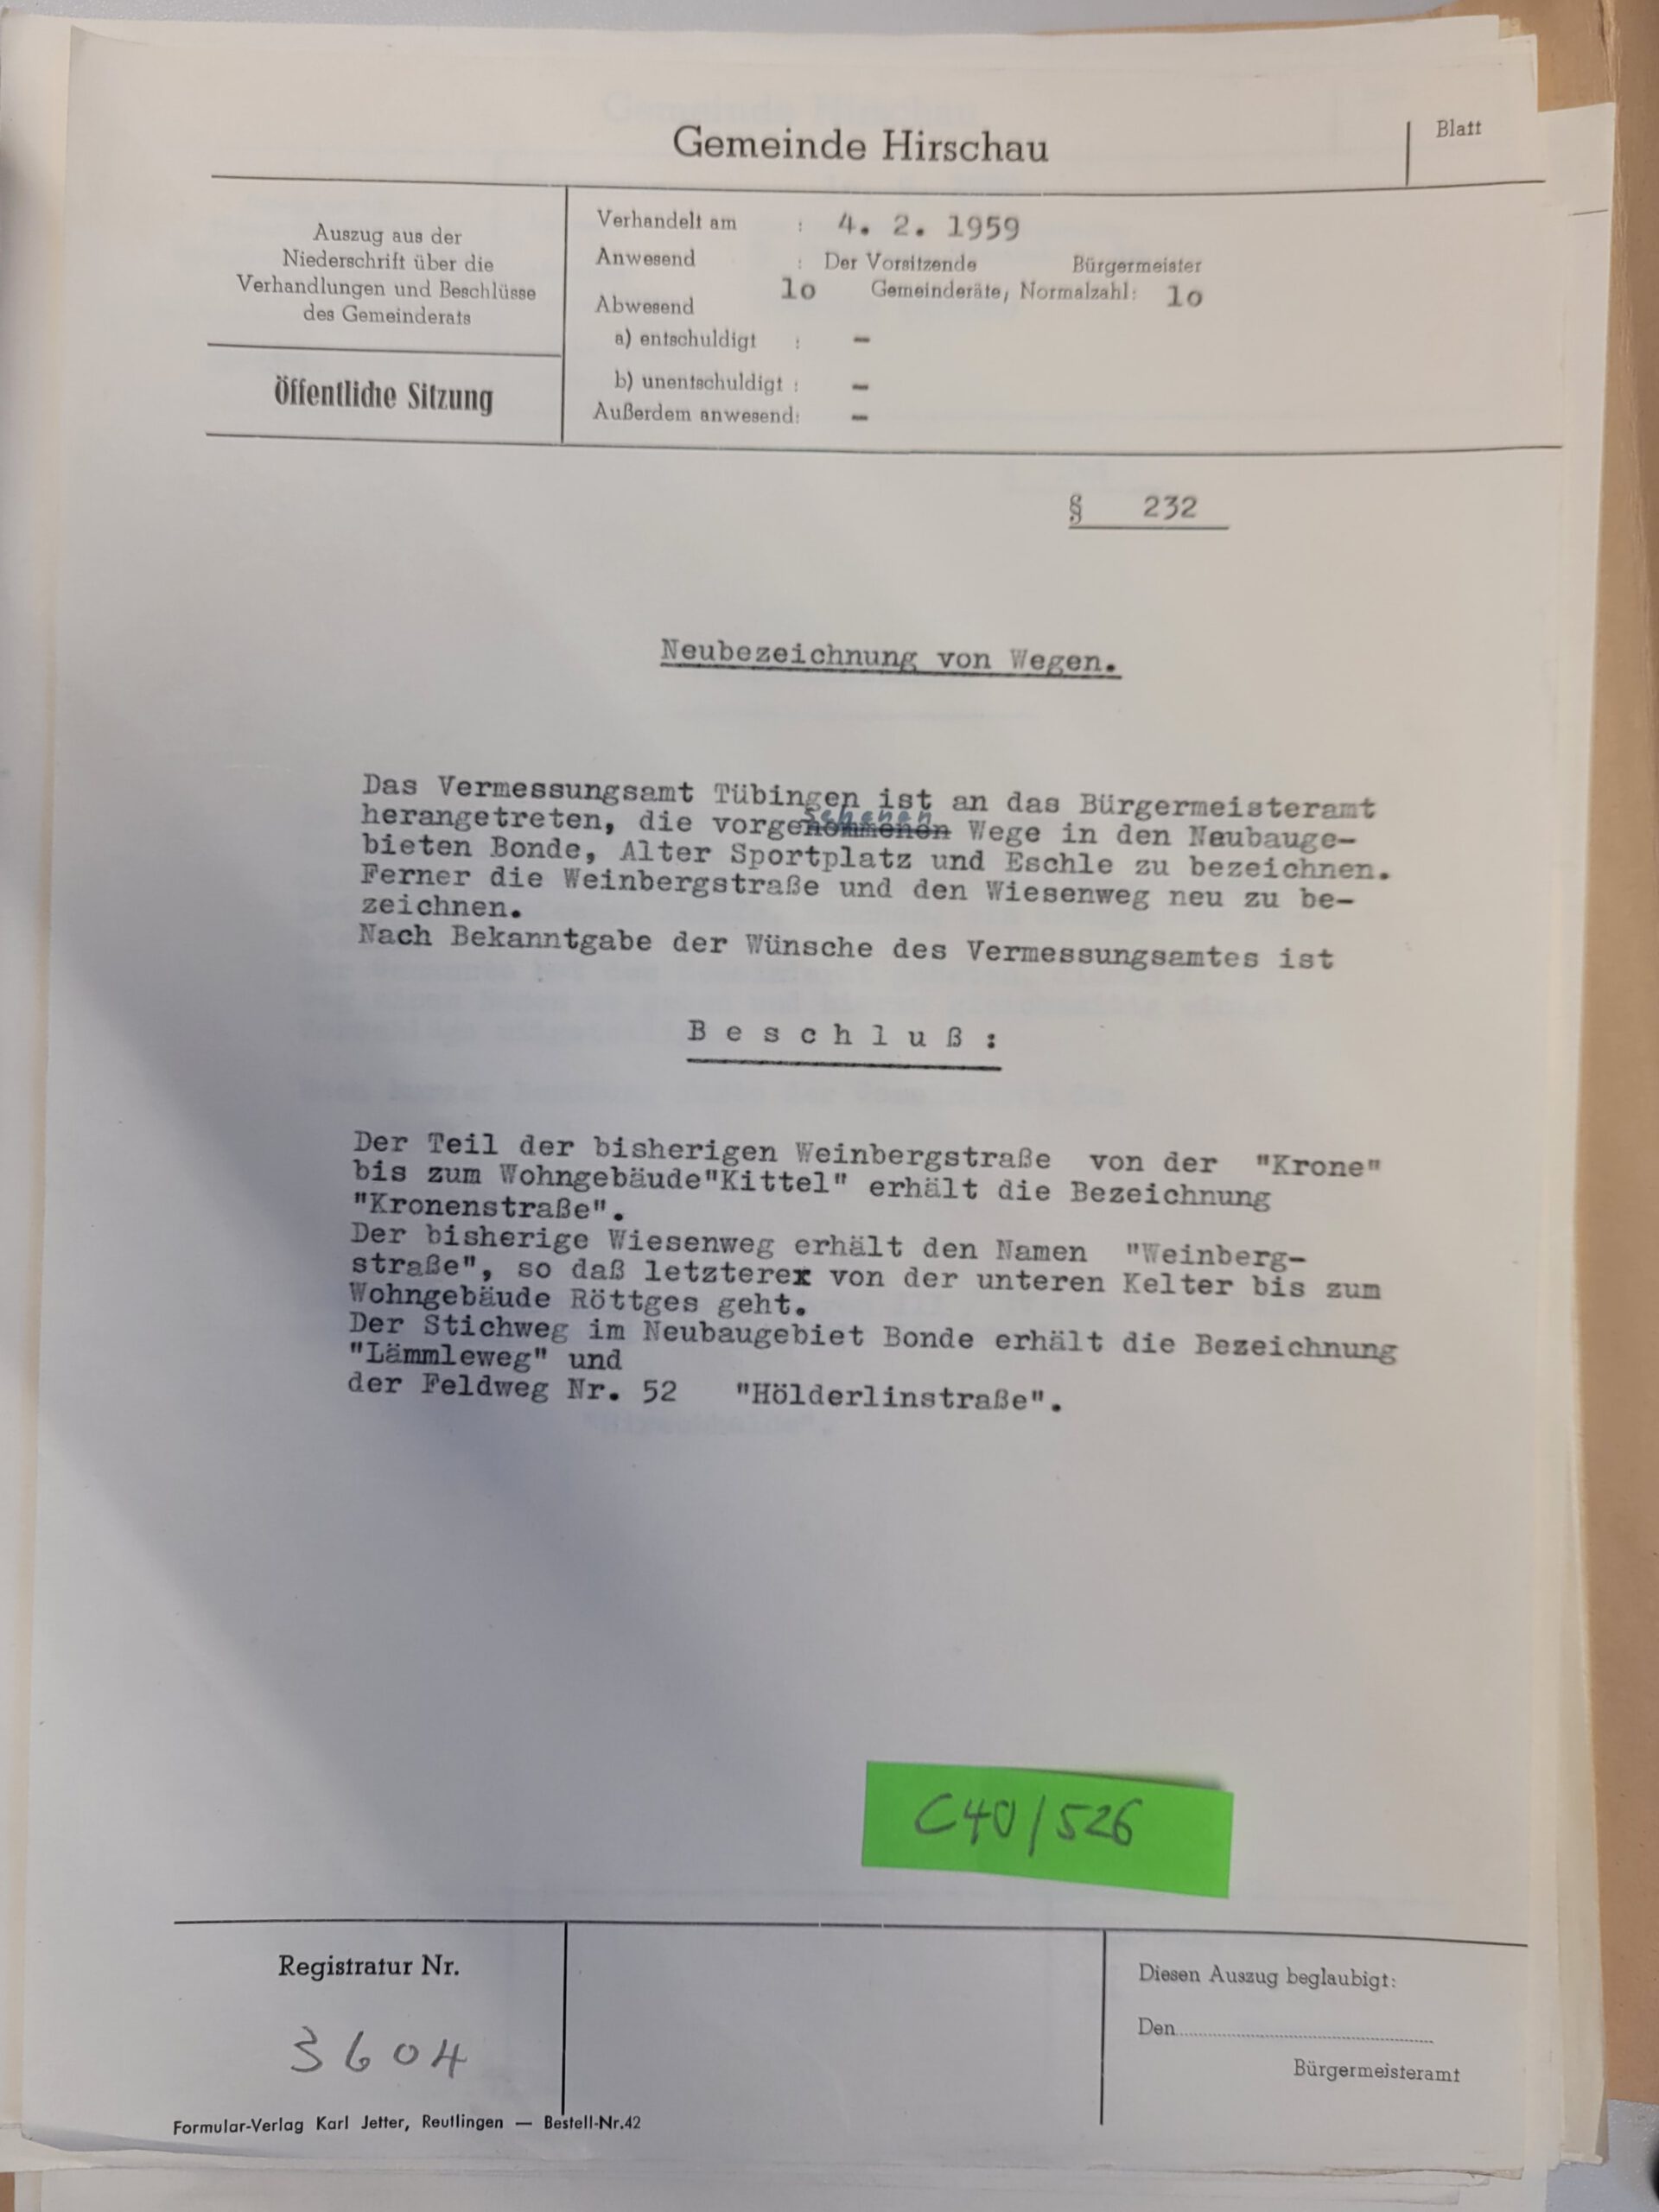 Gemeinde Hirschau
Blatt
Auszug aus der
Niederschrift über die
Verhandlungen und Beschlüsse
des Gemeinderats
Öffentliche Sitzung
Verhandelt am : 4. 2. 1959
Anwesend : Der Vorsitzende Bürgermeister
lo Gemeinderäte, Normalzahl: lo
Abwesend
a) entschuldigt : -
b) unentschuldigt : -
Außerdem anwesend: -
§ 232
Neubezeichnung von Wegen.
Das Vermessungsamt Tübingen ist an das Bürgermeisteramt
sehenen
herangetreten, die vorgenommenen Wege in den Neubauge-
bieten Bonde, Alter Sportplatz und Eschle zu bezeichnen.
Ferner die Weinbergstraße und den Wiesenweg neu zu be-
zeichnen.
Nach Bekanntgabe der Wünsche des Vermessungsamtes ist
B e s c h l u ß :
Der Teil der bisherigen Weinbergstraße von der "Krone"
bis zum Wohngebäude"Kittel" erhält die Bezeichnung
"Kronenstraße".
Der bisherige Wiesenweg erhält den Namen "Weinberg-
straße", so daß letzterex von der unteren Kelter bis zum
Wohngebäude Röttges geht.
Der Stichweg im Neubaugebiet Bonde erhält die Bezeichnung
"Lämmleweg" und
der Feldweg Nr. 52 "Hölderlinstraße".
C40/526
Registratur Nr.
3604
Diesen Auszug beglaubigt:
Den
Bürgermeisteramt
Formular-Verlag Karl Jetter, Reutlingen — Bestell-Nr.42